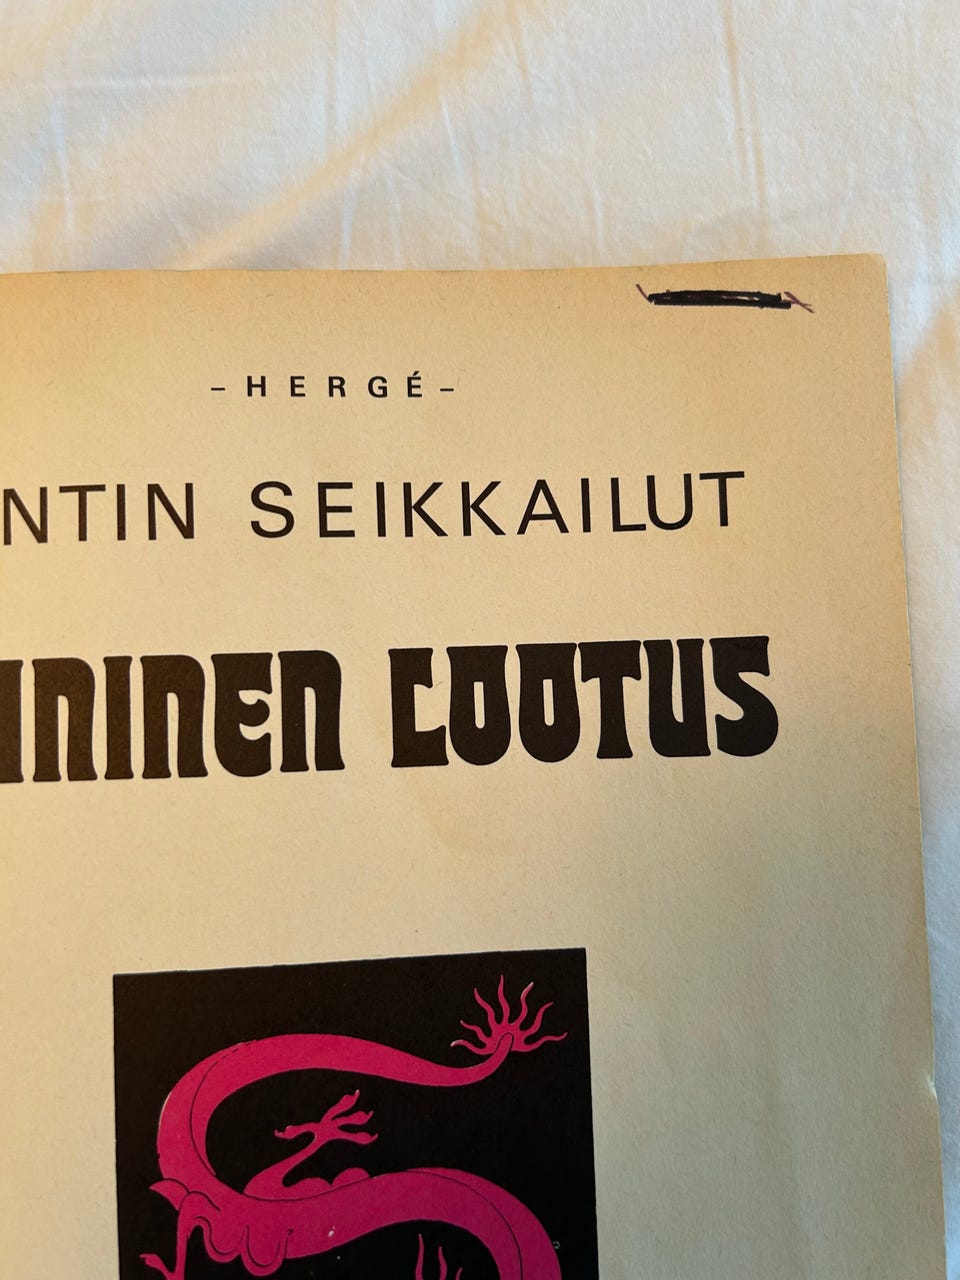 -HERGÉ-
NTIN SEIKKAILUT
ININEN LOOTUS